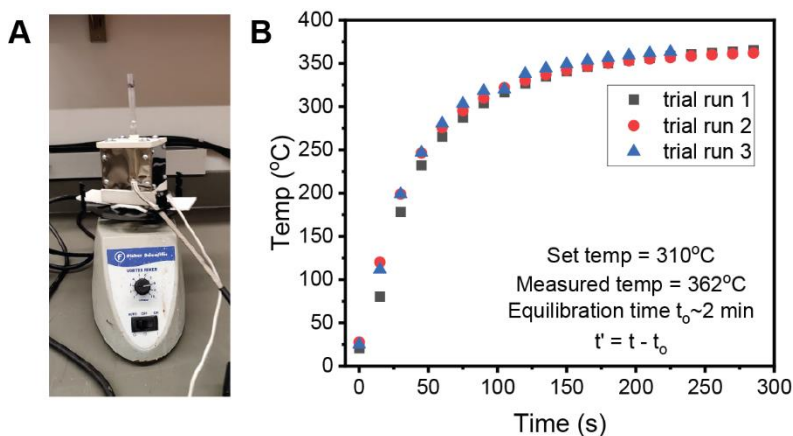 A
B
Fisher Scientific
VORTEX MIXER
400
350
300
250
200
150
100
50
0
Temp (°C)
trial run 1
trial run 2
trial run 3
Set temp = 310°C
Measured temp = 362°C
Equilibration time tₒ~2 min
t' = t - tₒ
0 50 100 150 200 250 300
Time (s)